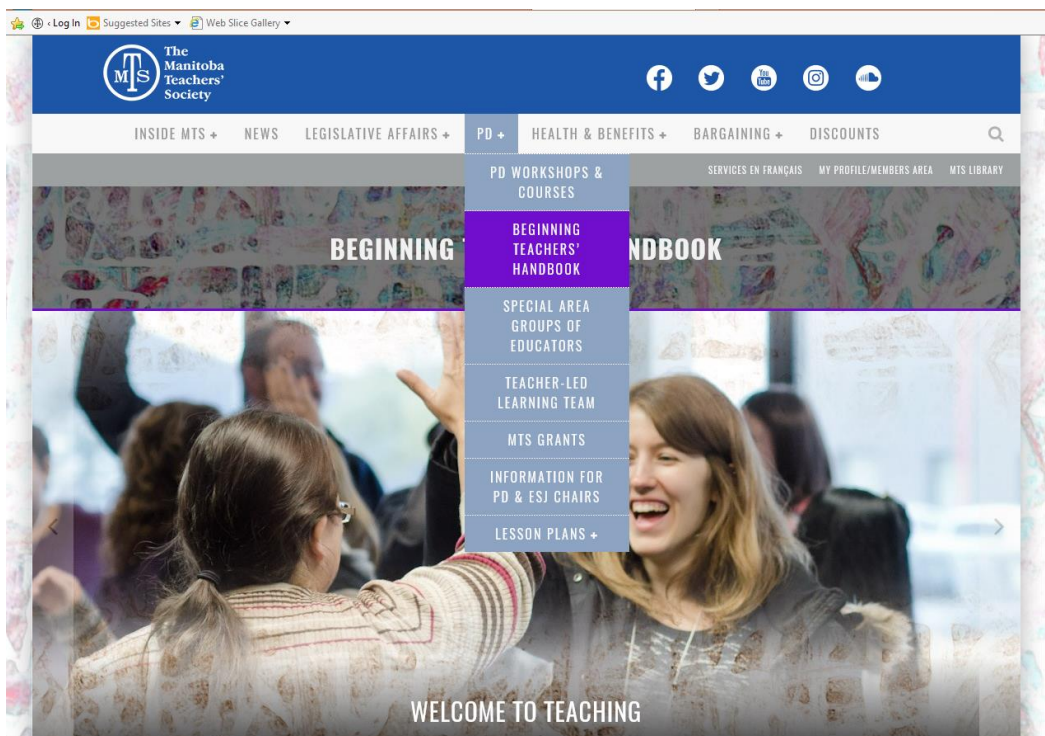 ‹ Log In Suggested Sites ▼ Web Slice Gallery ▼
The
Manitoba
Teachers'
Society
MTS
You
Tube
INSIDE MTS + NEWS LEGISLATIVE AFFAIRS + PD + HEALTH & BENEFITS + BARGAINING + DISCOUNTS
SERVICES EN FRANÇAIS MY PROFILE/MEMBERS AREA MTS LIBRARY
PD WORKSHOPS &
COURSES
BEGINNING
TEACHERS'
HANDBOOK
SPECIAL AREA
GROUPS OF
EDUCATORS
TEACHER-LED
LEARNING TEAM
MTS GRANTS
INFORMATION FOR
PD & ESJ CHAIRS
LESSON PLANS +
BEGINNING NDBOOK
WELCOME TO TEACHING